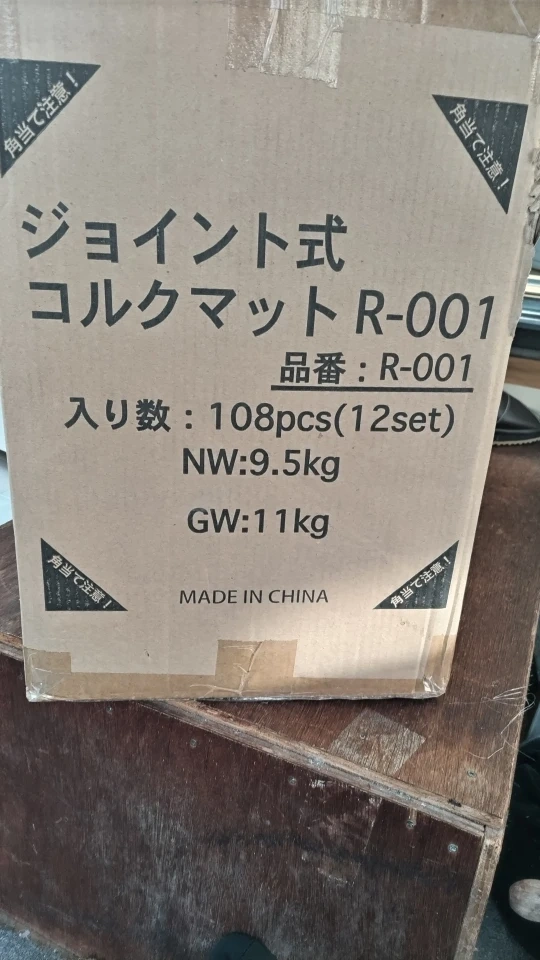 角当て注意!
角当て注意!
ジョイント式
コルクマット R-001
品番：R-001
入り数：108pcs(12set)
NW:9.5kg
GW:11kg
角当て注意!
MADE IN CHINA
角当て注意!